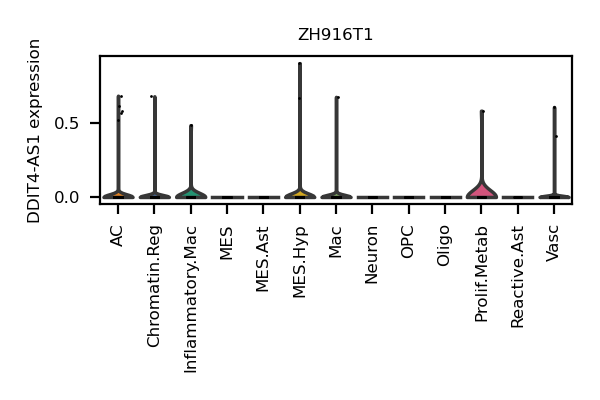 ZH916T1
DDIT4-AS1 expression
0.5
0.0
AC
Chromatin.Reg
Inflammatory.Mac
MES
MES.Ast
MES.Hyp
Mac
Neuron
OPC
Oligo
Prolif.Metab
Reactive.Ast
Vasc